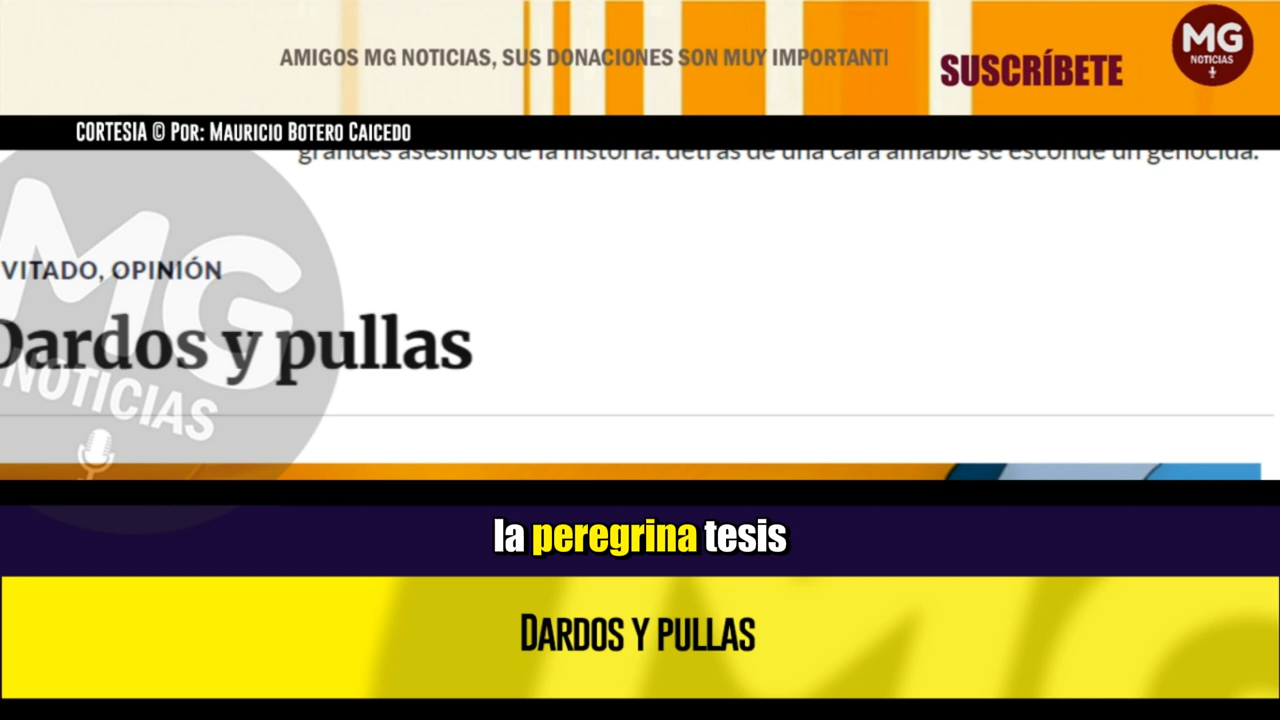 AMIGOS MG NOTICIAS, SUS DONACIONES SON MUY IMPORTANT
SUSCRÍBETE
MG
NOTICIAS
CORTESIA © POR: MAURICIO BOTERO CAICEDO
grandes asesinos de la historia: detrás de una cara amable se esconde un genocida.
VITADO, OPINIÓN
Dardos y pullas
MG
NOTICIAS
la peregrina tesis
DARDOS Y PULLAS